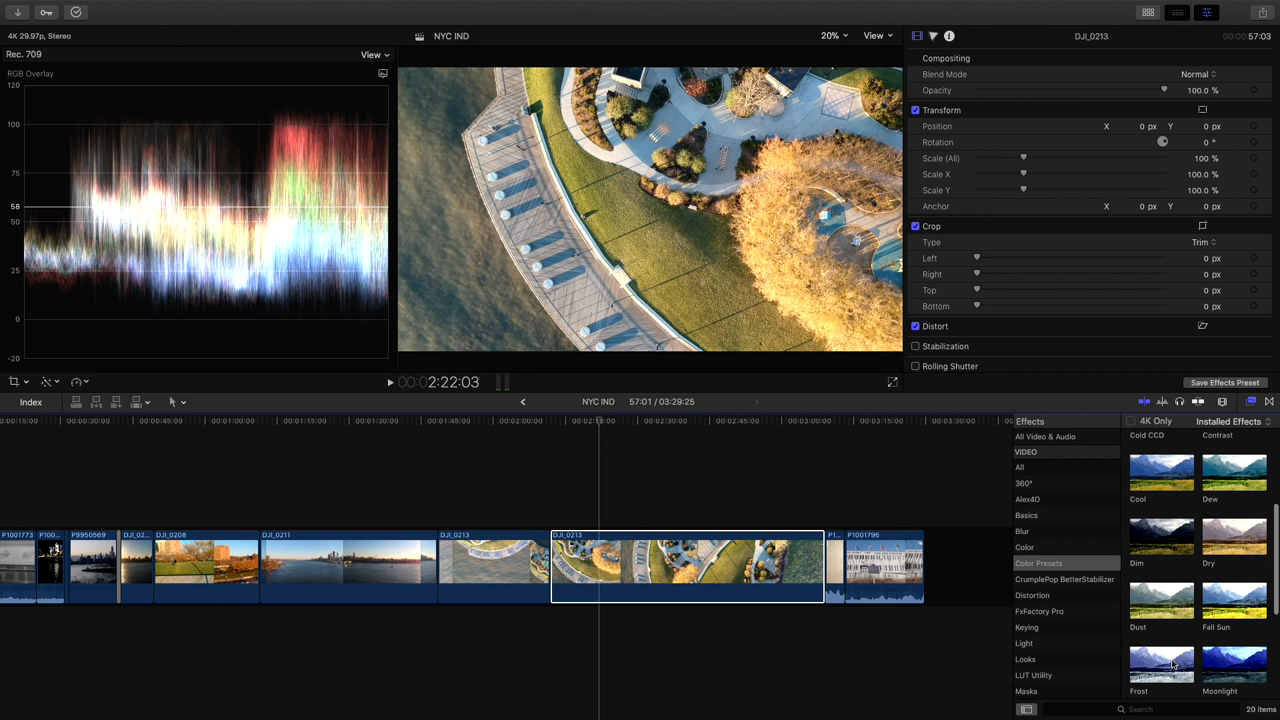 4K 29.97p, Stereo
NYC IND
20%
View
DJI_0213
00:00:57:03
Rec. 709
View
RGB Overlay
120
100
75
58
50
25
0
-20
Compositing
Blend Mode
Normal
Opacity
100.0 %
Transform
Position
X
0 px
Y
0 px
Rotation
0 °
Scale (All)
100 %
Scale X
100.0 %
Scale Y
100.0 %
Anchor
X
0 px
Y
0 px
Crop
Type
Trim
Left
0 px
Right
0 px
Top
0 px
Bottom
0 px
Distort
Stabilization
Rolling Shutter
Save Effects Preset
00:02:22:03
Index
NYC IND
57:01 / 03:29:25
00:00:15:00
00:00:30:00
00:00:45:00
00:01:00:00
00:01:15:00
00:01:30:00
00:01:45:00
00:02:00:00
00:02:30:00
00:02:45:00
00:03:00:00
00:03:15:00
00:03:30:00
P1001773
P100...
P9950569
DJI_02...
DJI_0208
DJI_0211
DJI_0213
DJI_0213
P1...
P1001796
Effects
4K Only
Installed Effects
All Video & Audio
VIDEO
All
360°
Alex4D
Basics
Blur
Color
Color Presets
CrumplePop BetterStabilizer
Distortion
FxFactory Pro
Keying
Light
Looks
LUT Utility
Masks
Cold CCD
Contrast
Cool
Dew
Dim
Dry
Dust
Fall Sun
Frost
Moonlight
Search
20 items